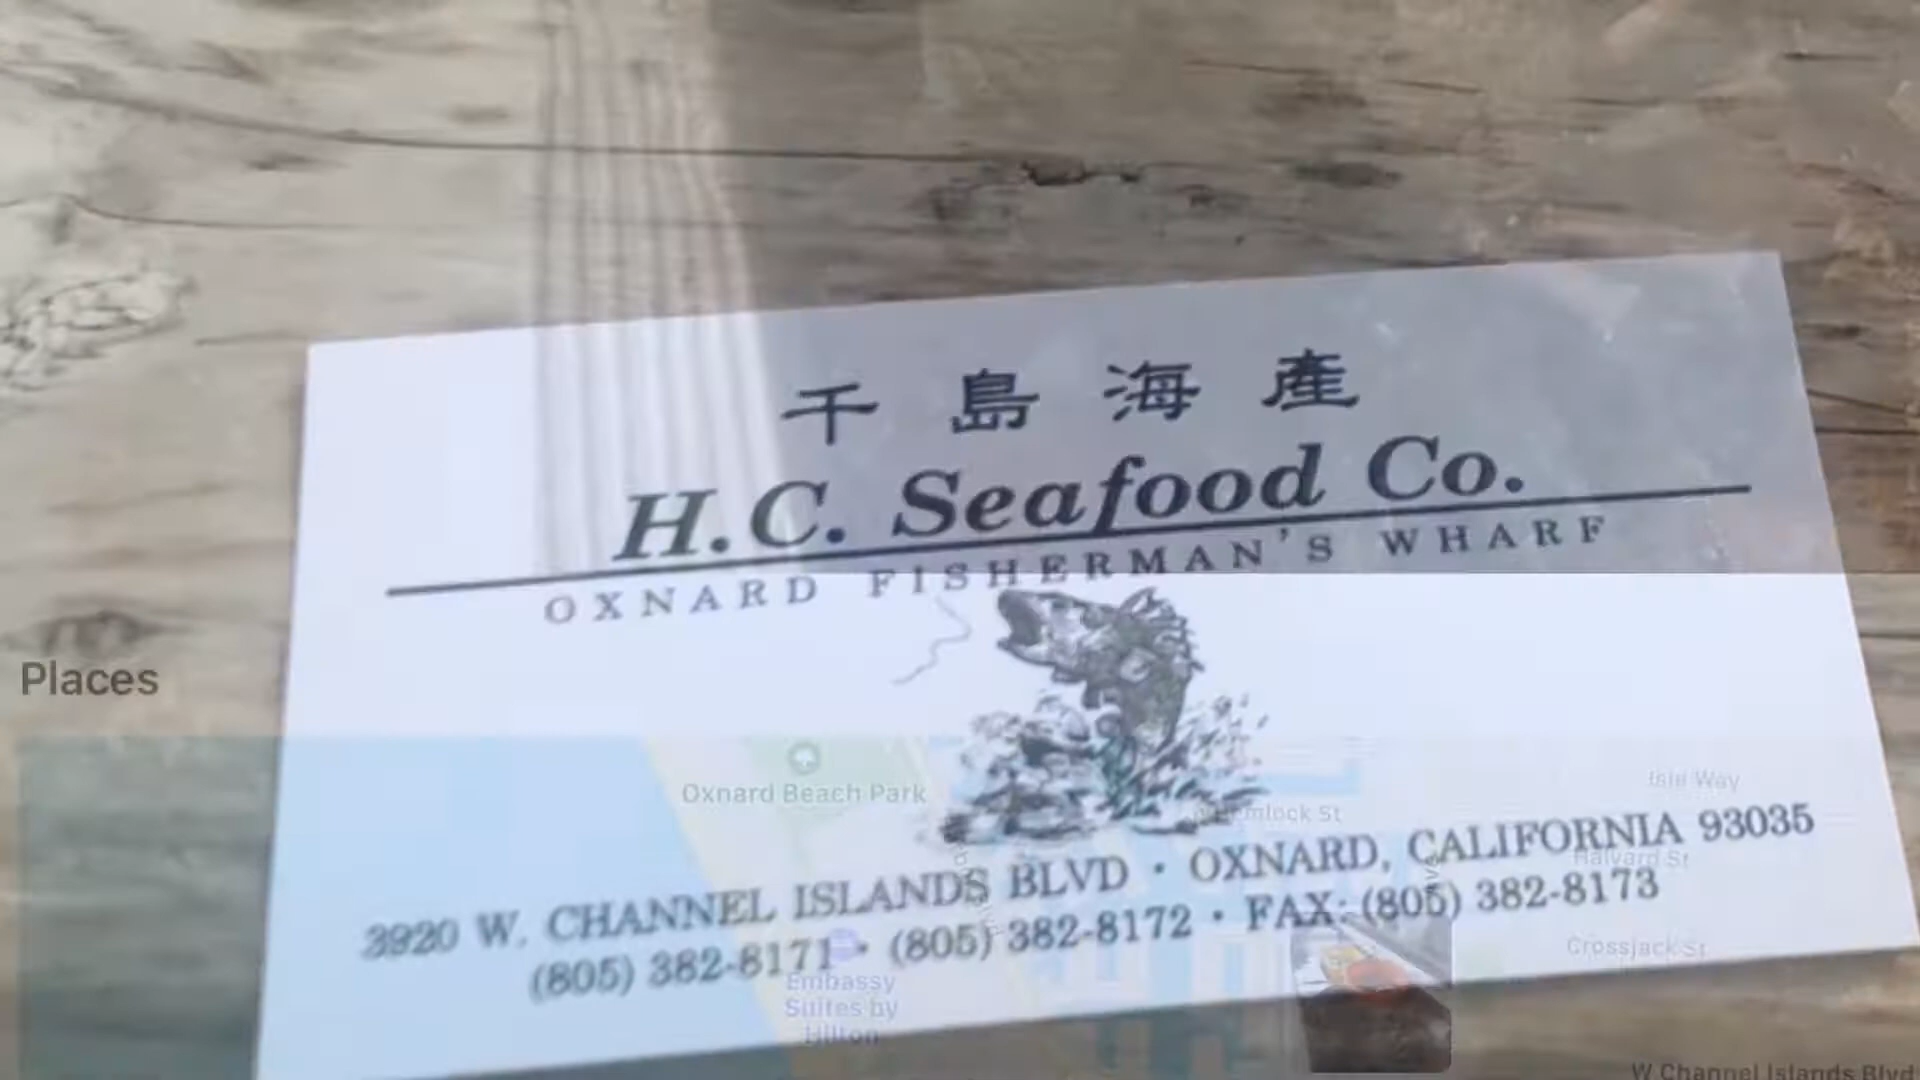 千島海產
H.C. Seafood Co.
OXNARD FISHERMAN'S WHARF
Places
Oxnard Beach Park
Isle Way
mlock St
3920 W. CHANNEL ISLANDS BLVD • OXNARD, CALIFORNIA 93035
Halyard St
(805) 382-8171 • (805) 382-8172 • FAX: (805) 382-8173
Crossjack St
Embassy
Suites by
Hilton
W Channel Islands Blvd